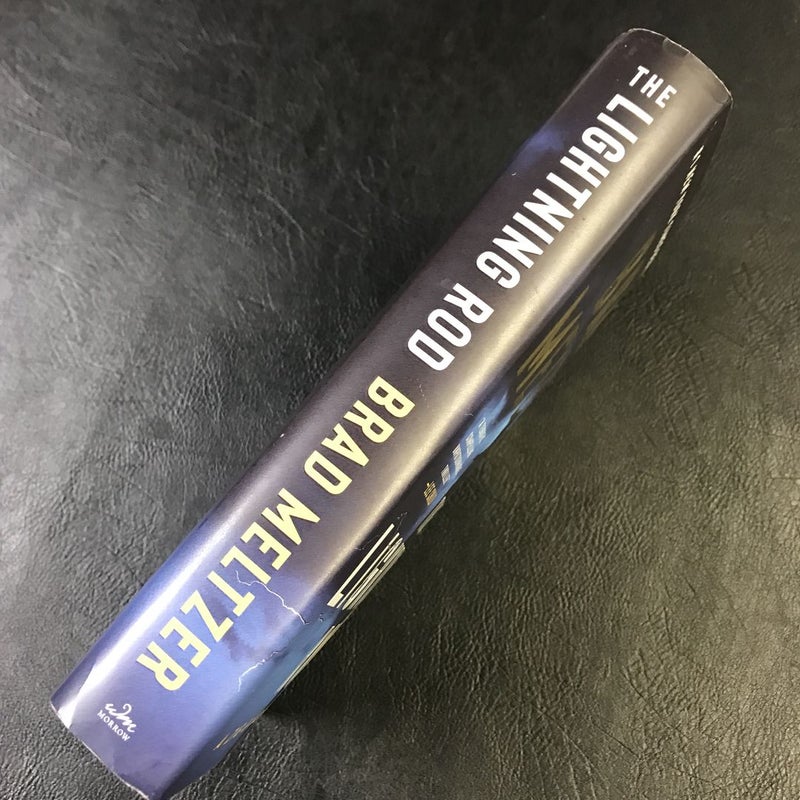 THE LIGHTNING ROD
BRAD MELTZER
wm
MORROW